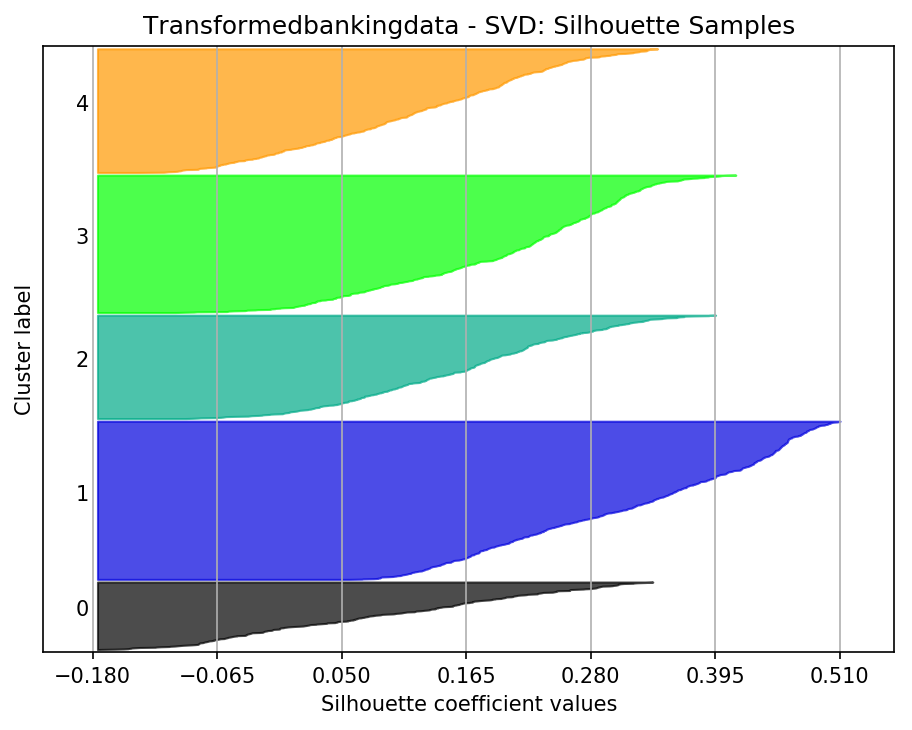 Transformedbankingdata - SVD: Silhouette Samples
4
3
2
1
0
Cluster label
−0.180 −0.065 0.050 0.165 0.280 0.395 0.510
Silhouette coefficient values